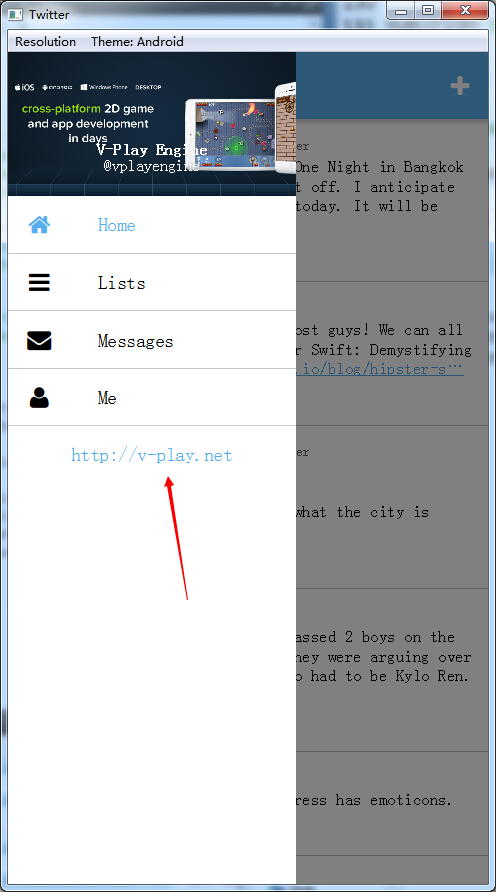 Twitter
Resolution Theme: Android
iOS ANDROID Windows Phone DESKTOP
cross-platform 2D game
and app development
in days
V-Play Engine
@vplayengine
Home
Lists
Messages
Me
http://v-play.net
er
One Night in Bangkok
t off. I anticipate
today. It will be
ost guys! We can all
r Swift: Demystifying
.io/blog/hipster-s…
er
what the city is
assed 2 boys on the
hey were arguing over
o had to be Kylo Ren.
ress has emoticons.